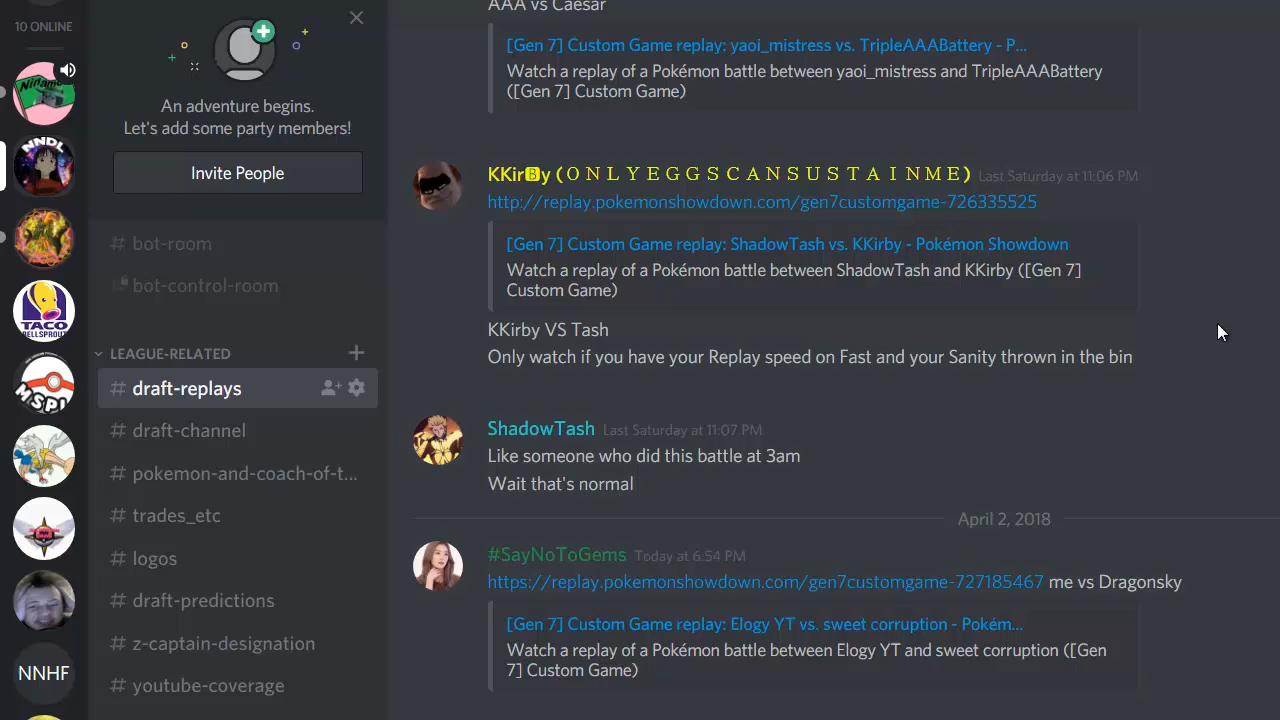 10 ONLINE
NNDL
TACO
BELLSPROUT
MSPL
NNHF
An adventure begins.
Let's add some party members!
Invite People
# bot-room
bot-control-room
LEAGUE-RELATED
# draft-replays
# draft-channel
# pokemon-and-coach-of-t...
# trades_etc
# logos
# draft-predictions
# z-captain-designation
# youtube-coverage
AAA vs Caesar
[Gen 7] Custom Game replay: yaoi_mistress vs. TripleAAABattery - P...
Watch a replay of a Pokémon battle between yaoi_mistress and TripleAAABattery
([Gen 7] Custom Game)
KKir🅱y (ＯＮＬＹＥＧＧＳＣＡＮＳＵＳＴＡＩＮＭＥ) Last Saturday at 11:06 PM
http://replay.pokemonshowdown.com/gen7customgame-726335525
[Gen 7] Custom Game replay: ShadowTash vs. KKirby - Pokémon Showdown
Watch a replay of a Pokémon battle between ShadowTash and KKirby ([Gen 7]
Custom Game)
KKirby VS Tash
Only watch if you have your Replay speed on Fast and your Sanity thrown in the bin
ShadowTash Last Saturday at 11:07 PM
Like someone who did this battle at 3am
Wait that's normal
April 2, 2018
#SayNoToGems Today at 6:54 PM
https://replay.pokemonshowdown.com/gen7customgame-727185467 me vs Dragonsky
[Gen 7] Custom Game replay: Elogy YT vs. sweet corruption - Pokém...
Watch a replay of a Pokémon battle between Elogy YT and sweet corruption ([Gen
7] Custom Game)